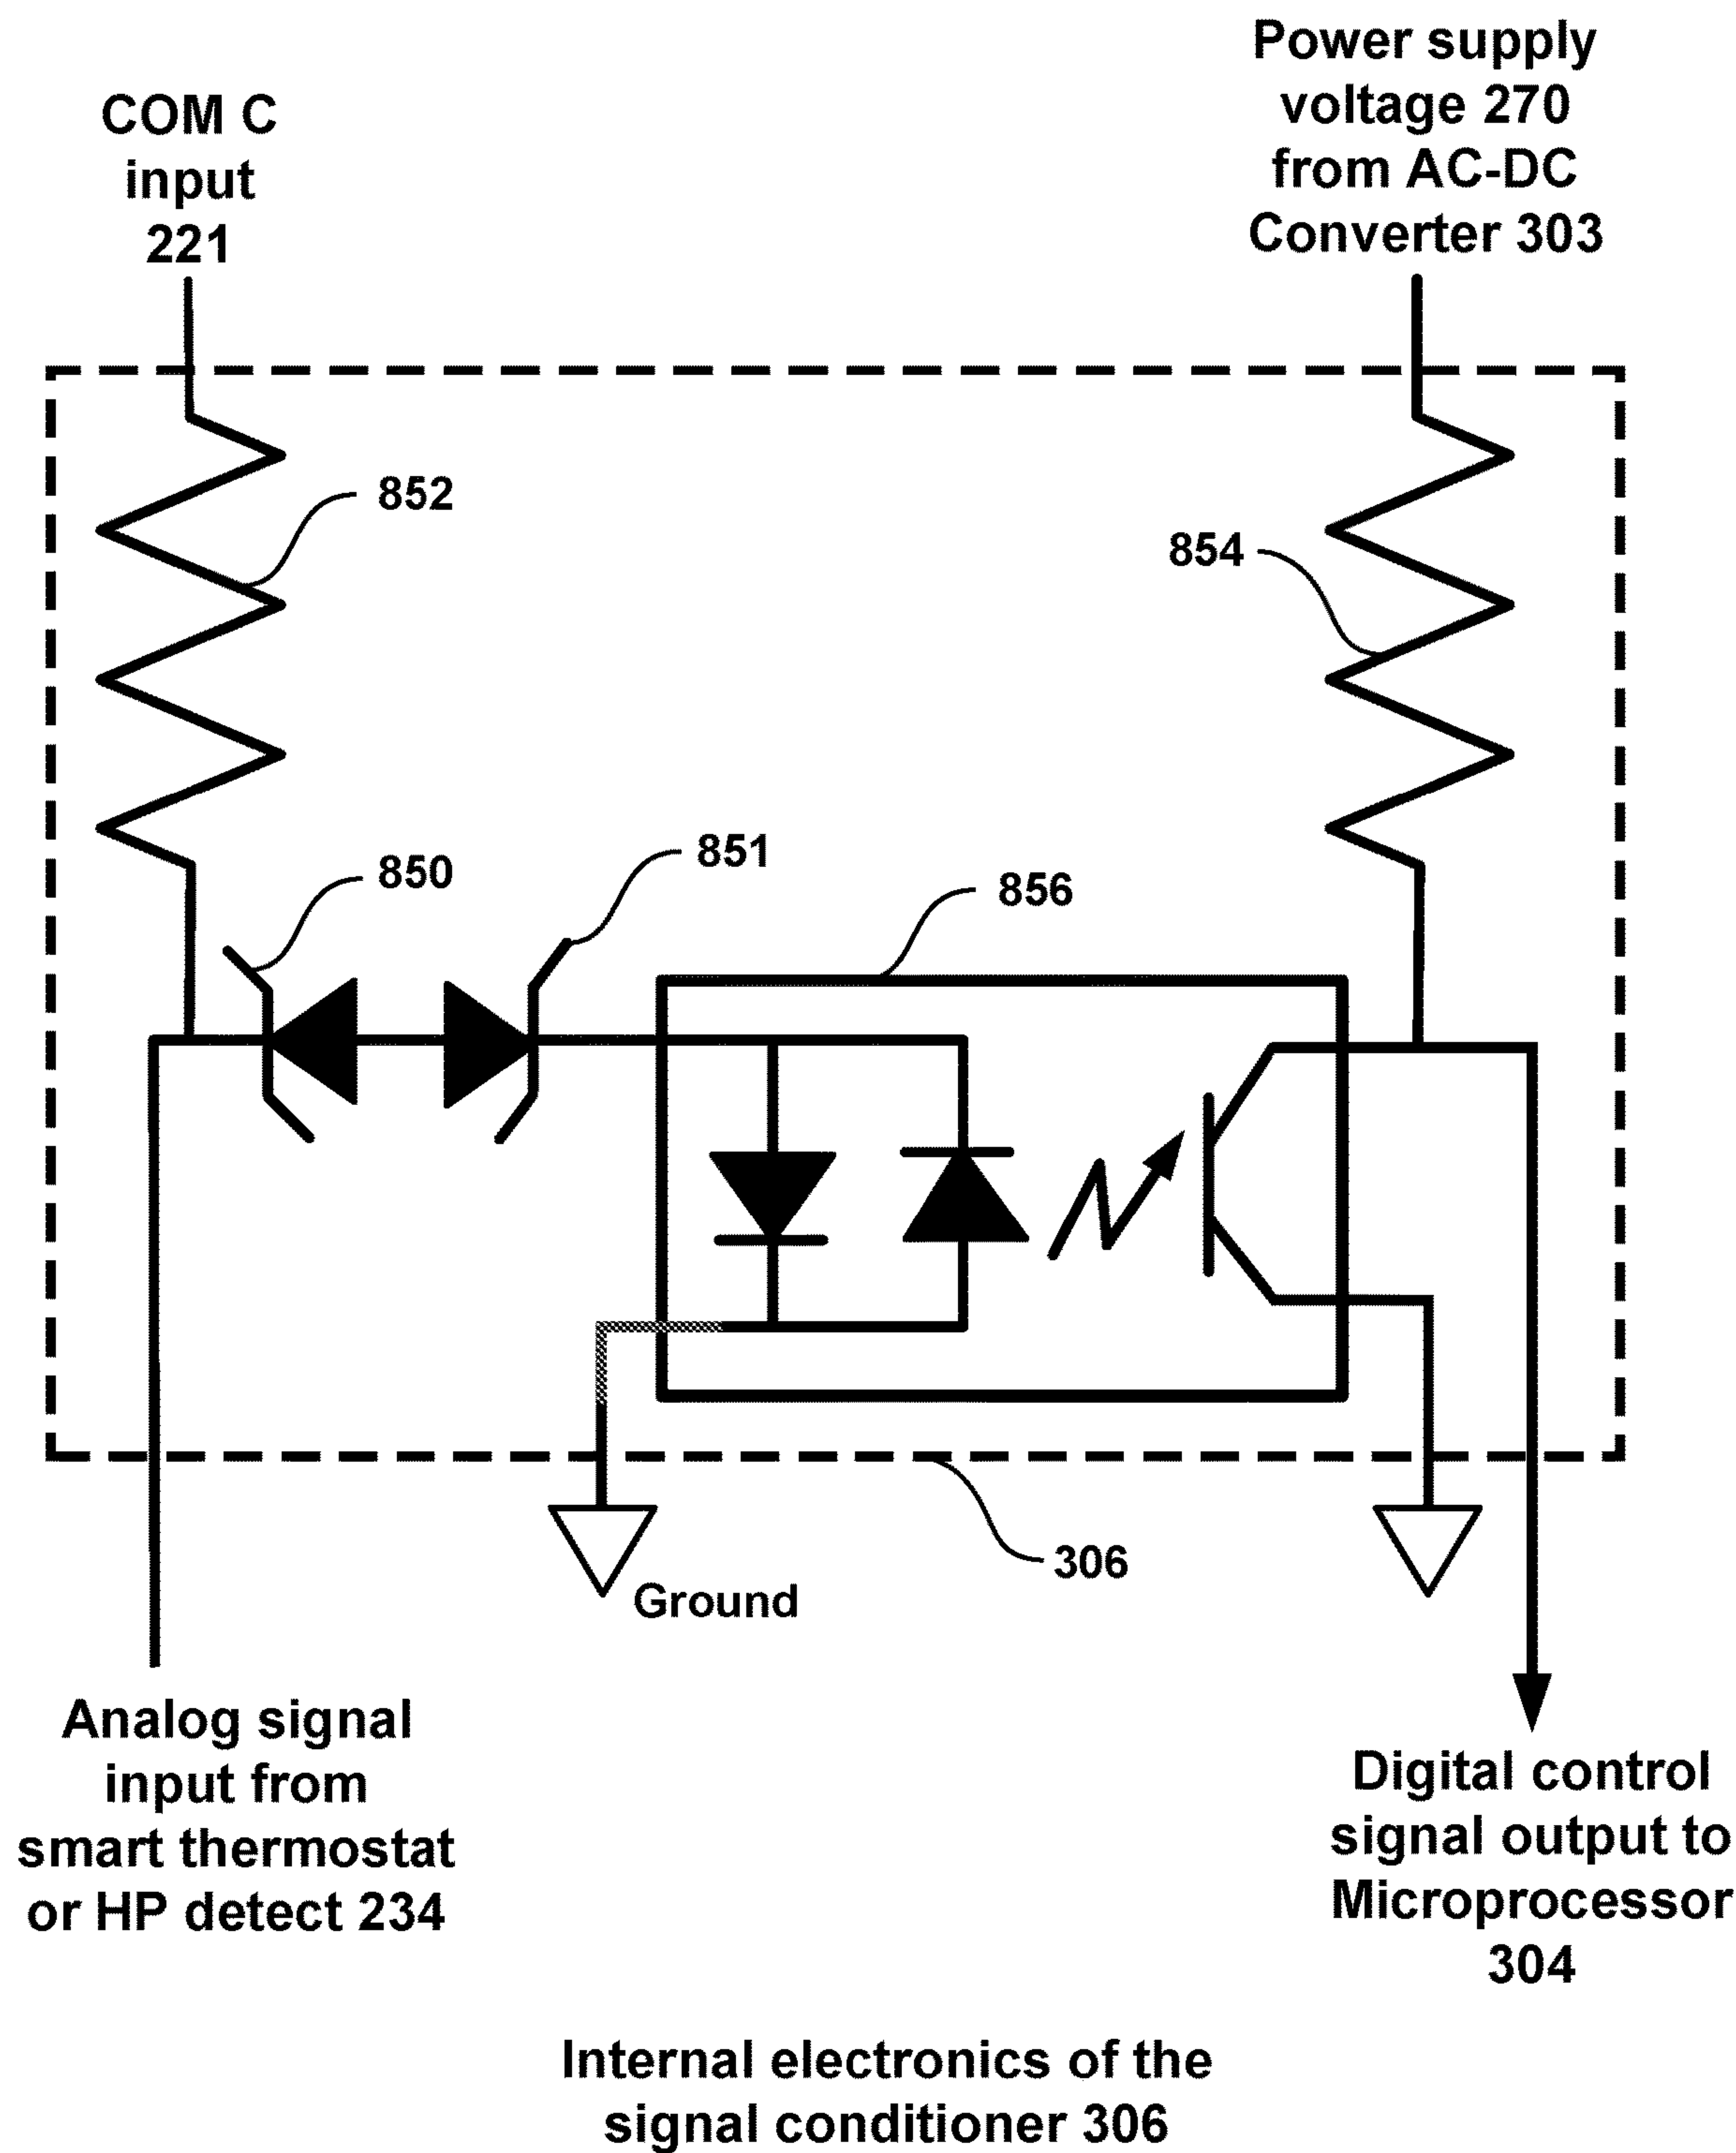 Power supply
voltage 270
from AC-DC
Converter 303
COM C
input
221
852
854
850
851
856
306
Ground
Analog signal
input from
smart thermostat
or HP detect 234
Digital control
signal output to
Microprocessor
304
Internal electronics of the
signal conditioner 306